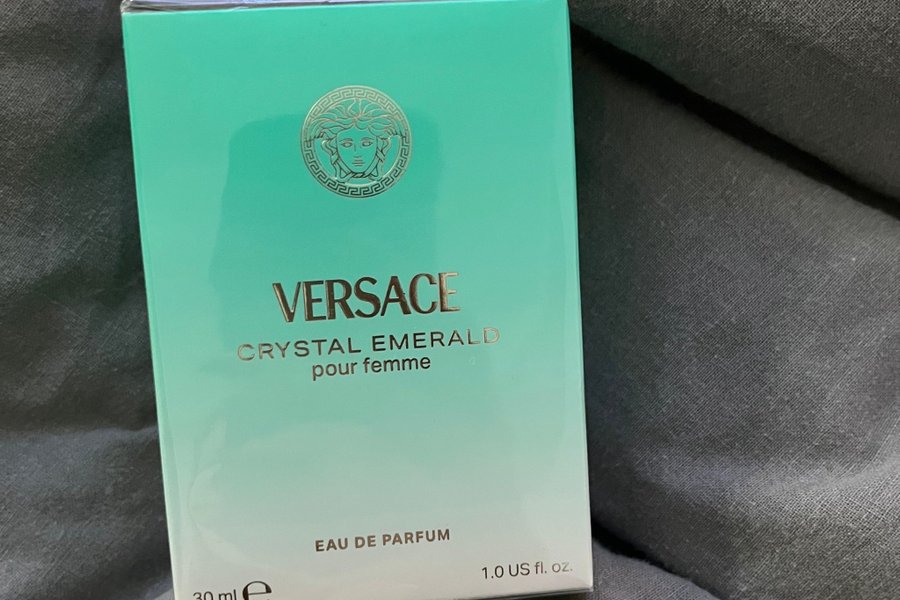 VERSACE
CRYSTAL EMERALD
pour femme
EAU DE PARFUM
30 ml e 1.0 US fl. oz.